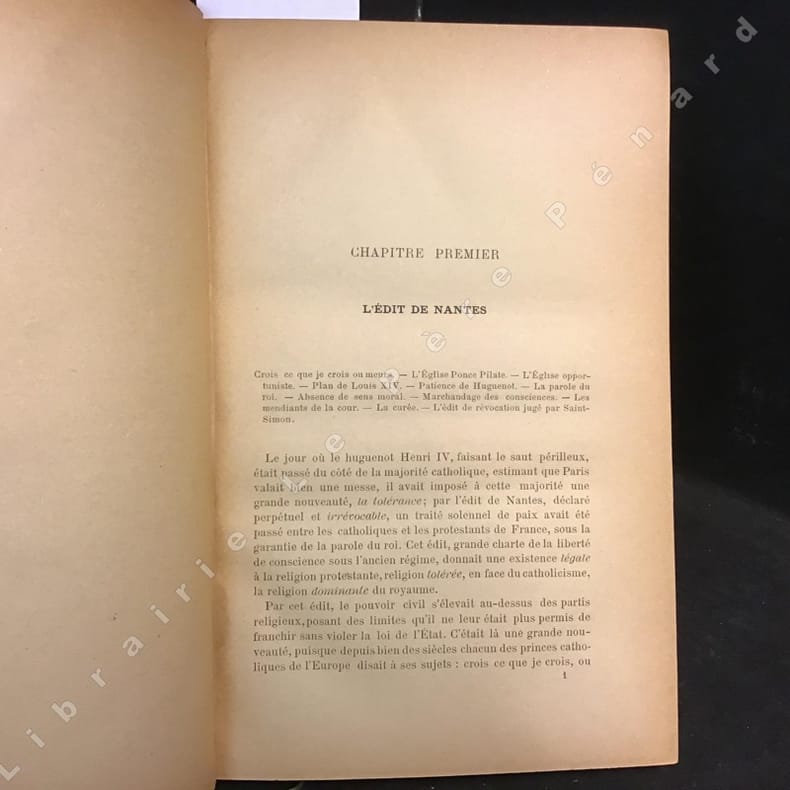 CHAPITRE PREMIER
L'ÉDIT DE NANTES
Crois ce que je crois ou meurs. — L'Église Ponce Pilate. — L'Église oppor-
tuniste. — Plan de Louis XIV. — Patience de Huguenot. — La parole du
roi. — Absence de sens moral. — Marchandage des consciences. — Les
mendiants de la cour. — La curée. — L'édit de révocation jugé par Saint-
Simon.
Le jour où le huguenot Henri IV, faisant le saut périlleux,
était passé du côté de la majorité catholique, estimant que Paris
valait bien une messe, il avait imposé à cette majorité une
grande nouveauté, la tolérance; par l'édit de Nantes, déclaré
perpétuel et irrévocable, un traité solennel de paix avait été
passé entre les catholiques et les protestants de France, sous la
garantie de la parole du roi. Cet édit, grande charte de la liberté
de conscience sous l'ancien régime, donnait une existence légale
à la religion protestante, religion tolérée, en face du catholicisme,
la religion dominante du royaume.
Par cet édit, le pouvoir civil s'élevait au-dessus des partis
religieux, posant des limites qu'il ne leur était plus permis de
franchir sans violer la loi de l'État. C'était là une grande nou-
veauté, puisque depuis bien des siècles chacun des princes catho-
liques de l'Europe disait à ses sujets : crois ce que je crois, ou
1
Librairie Le Père Pénard